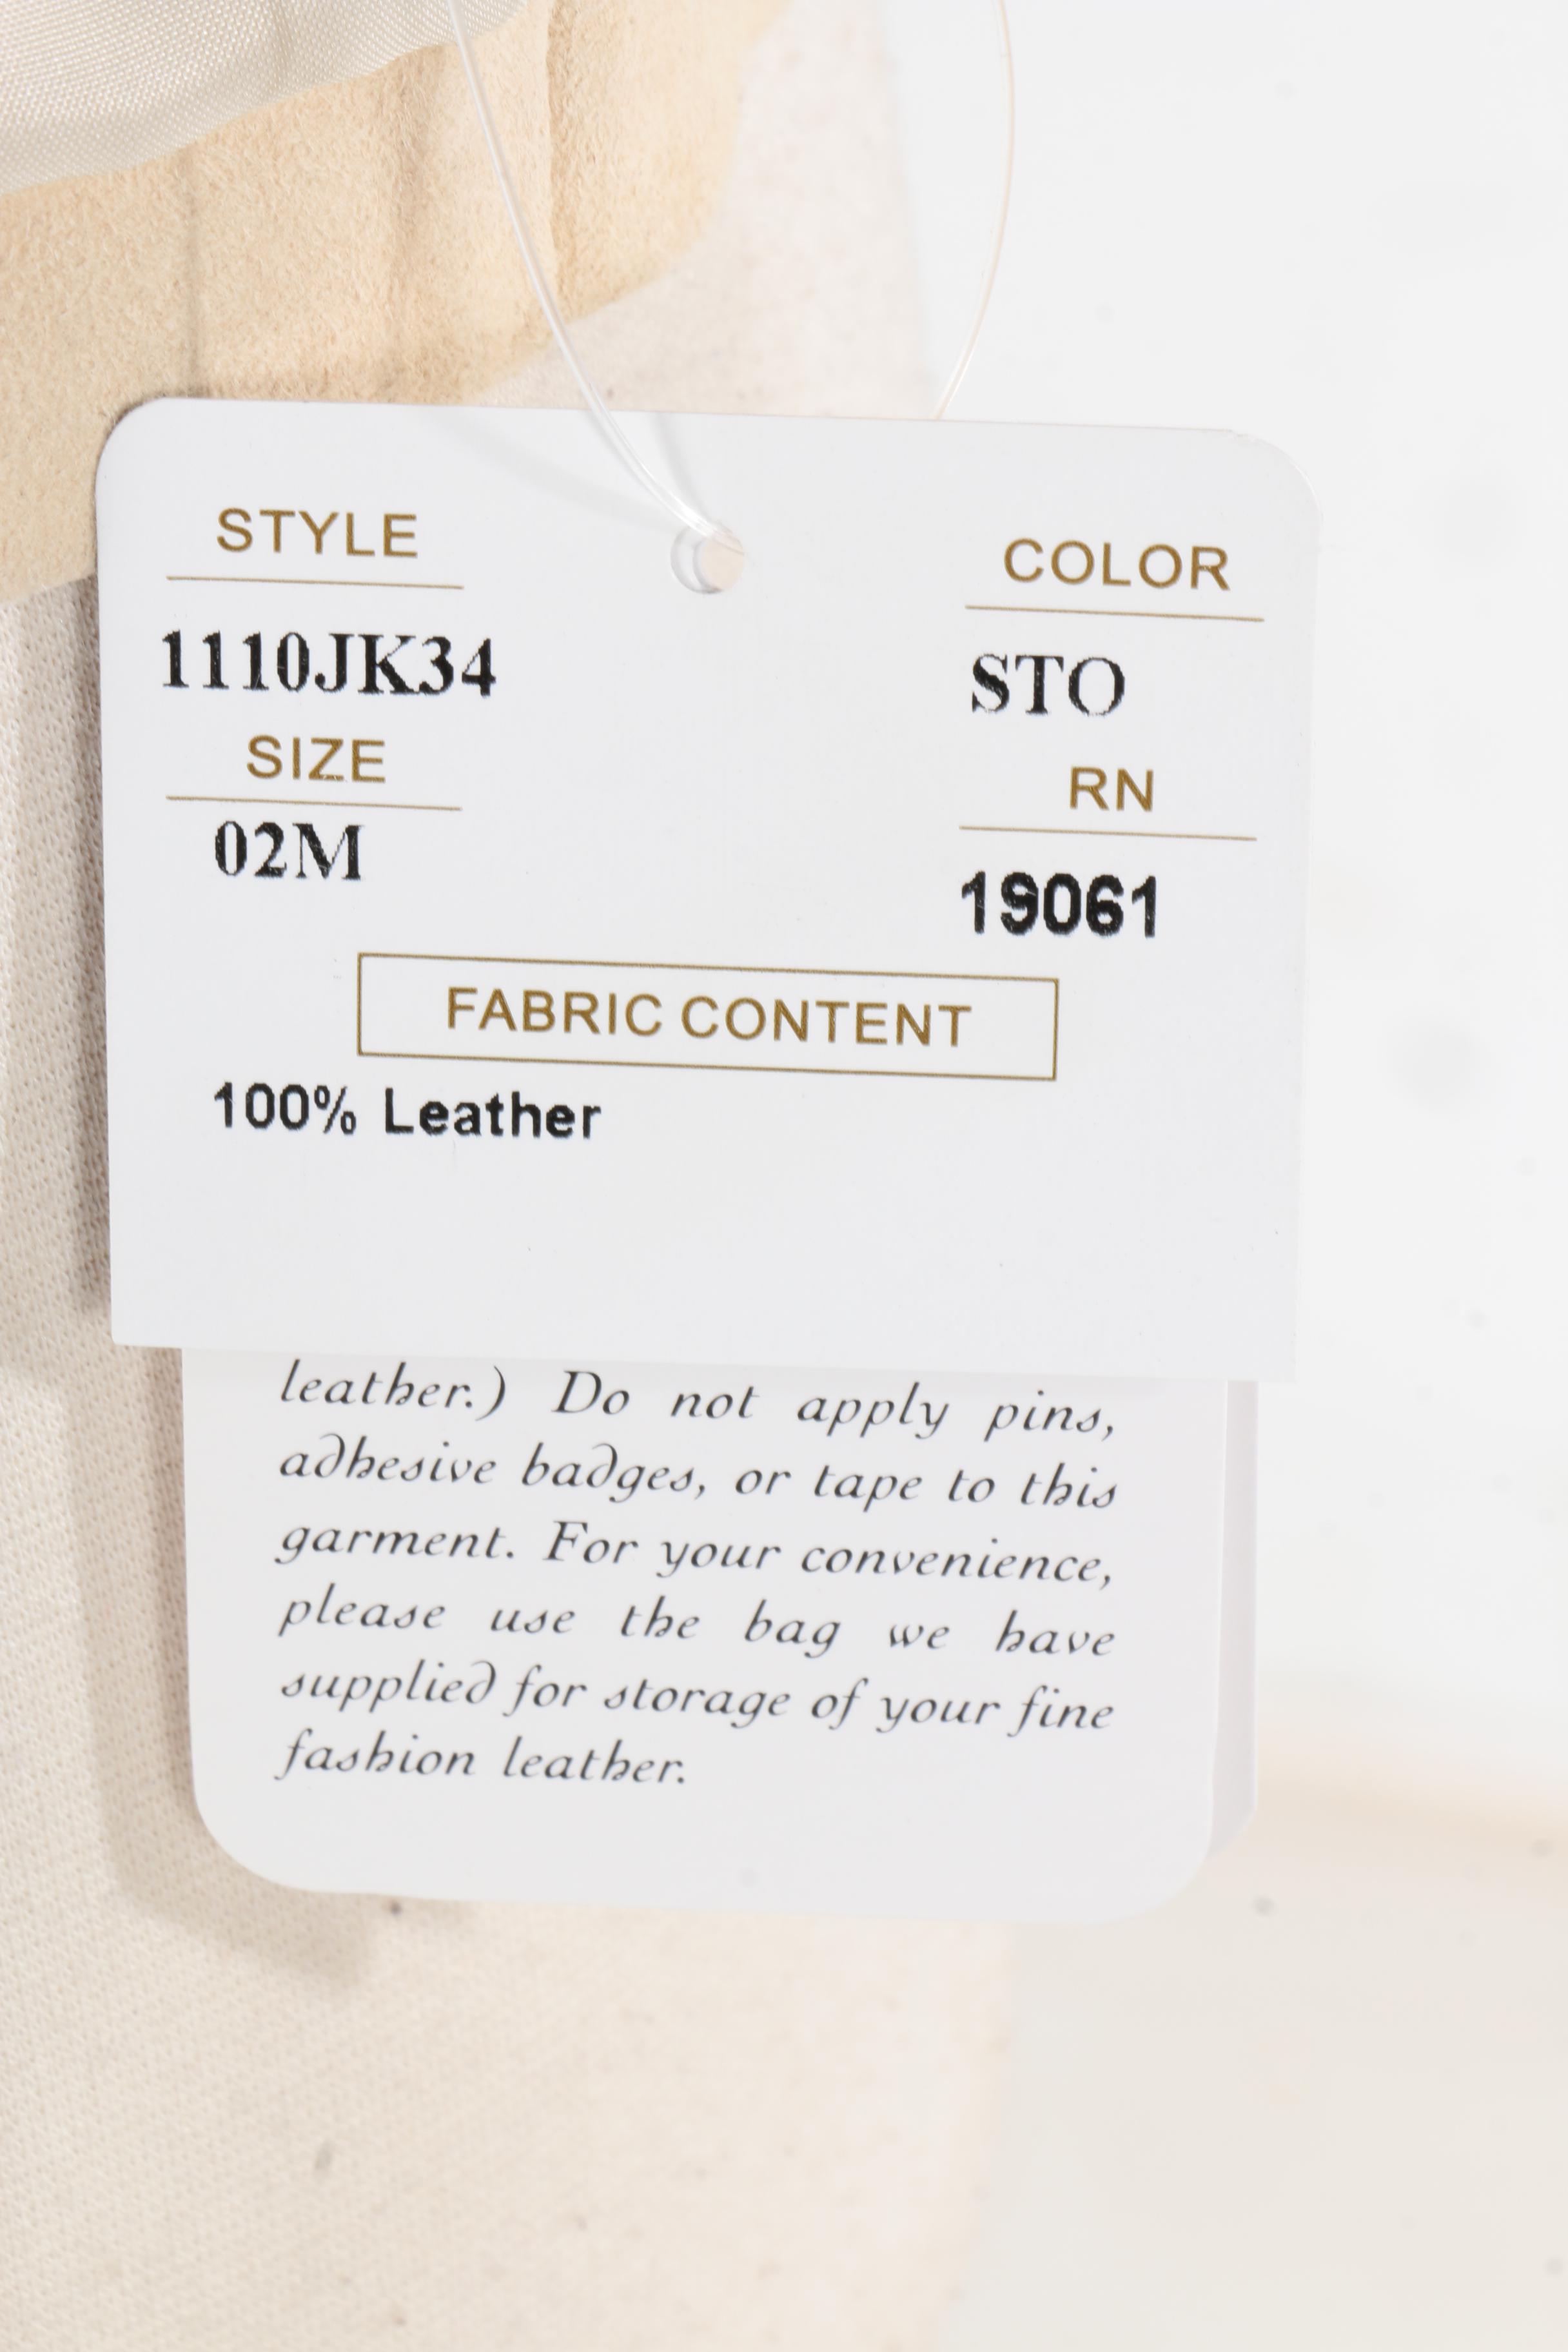 STYLE
COLOR
1110JK34
STO
SIZE
RN
02M
19061
FABRIC CONTENT
100% Leather
leather.) Do not apply pins,
adhesive badges, or tape to this
garment. For your convenience,
please use the bag we have
supplied for storage of your fine
fashion leather.